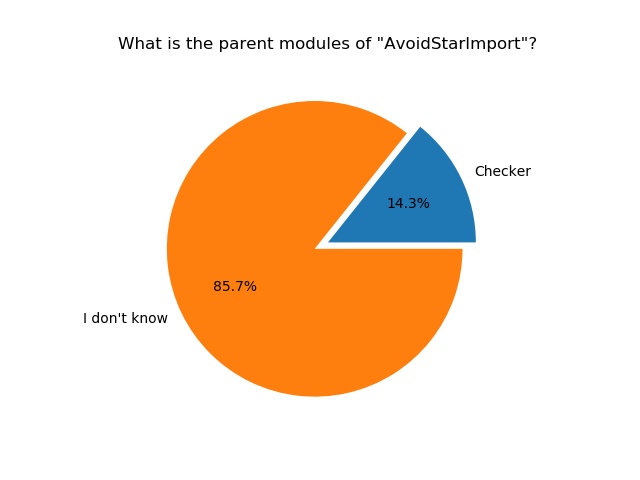 What is the parent modules of "AvoidStarImport"?
Checker
14.3%
85.7%
I don't know